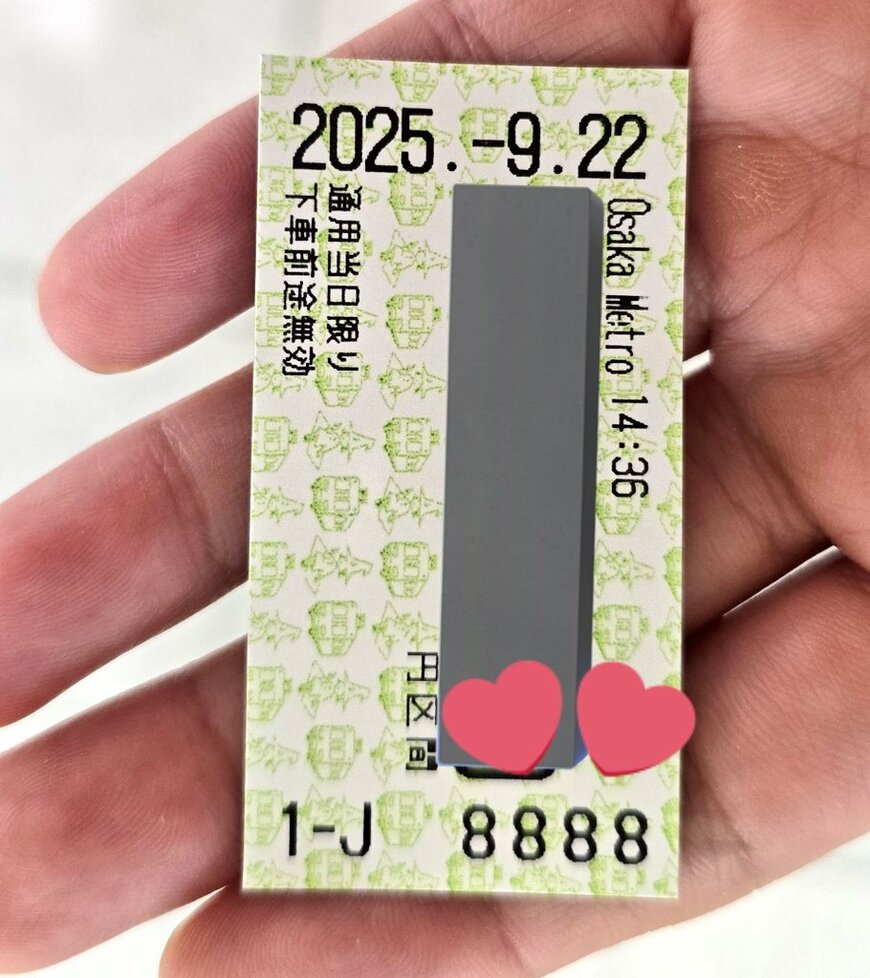 2025.-9.22
Osaka Metro 14:36
円区間
通用当日限り
下車前途無効
1-J 8888